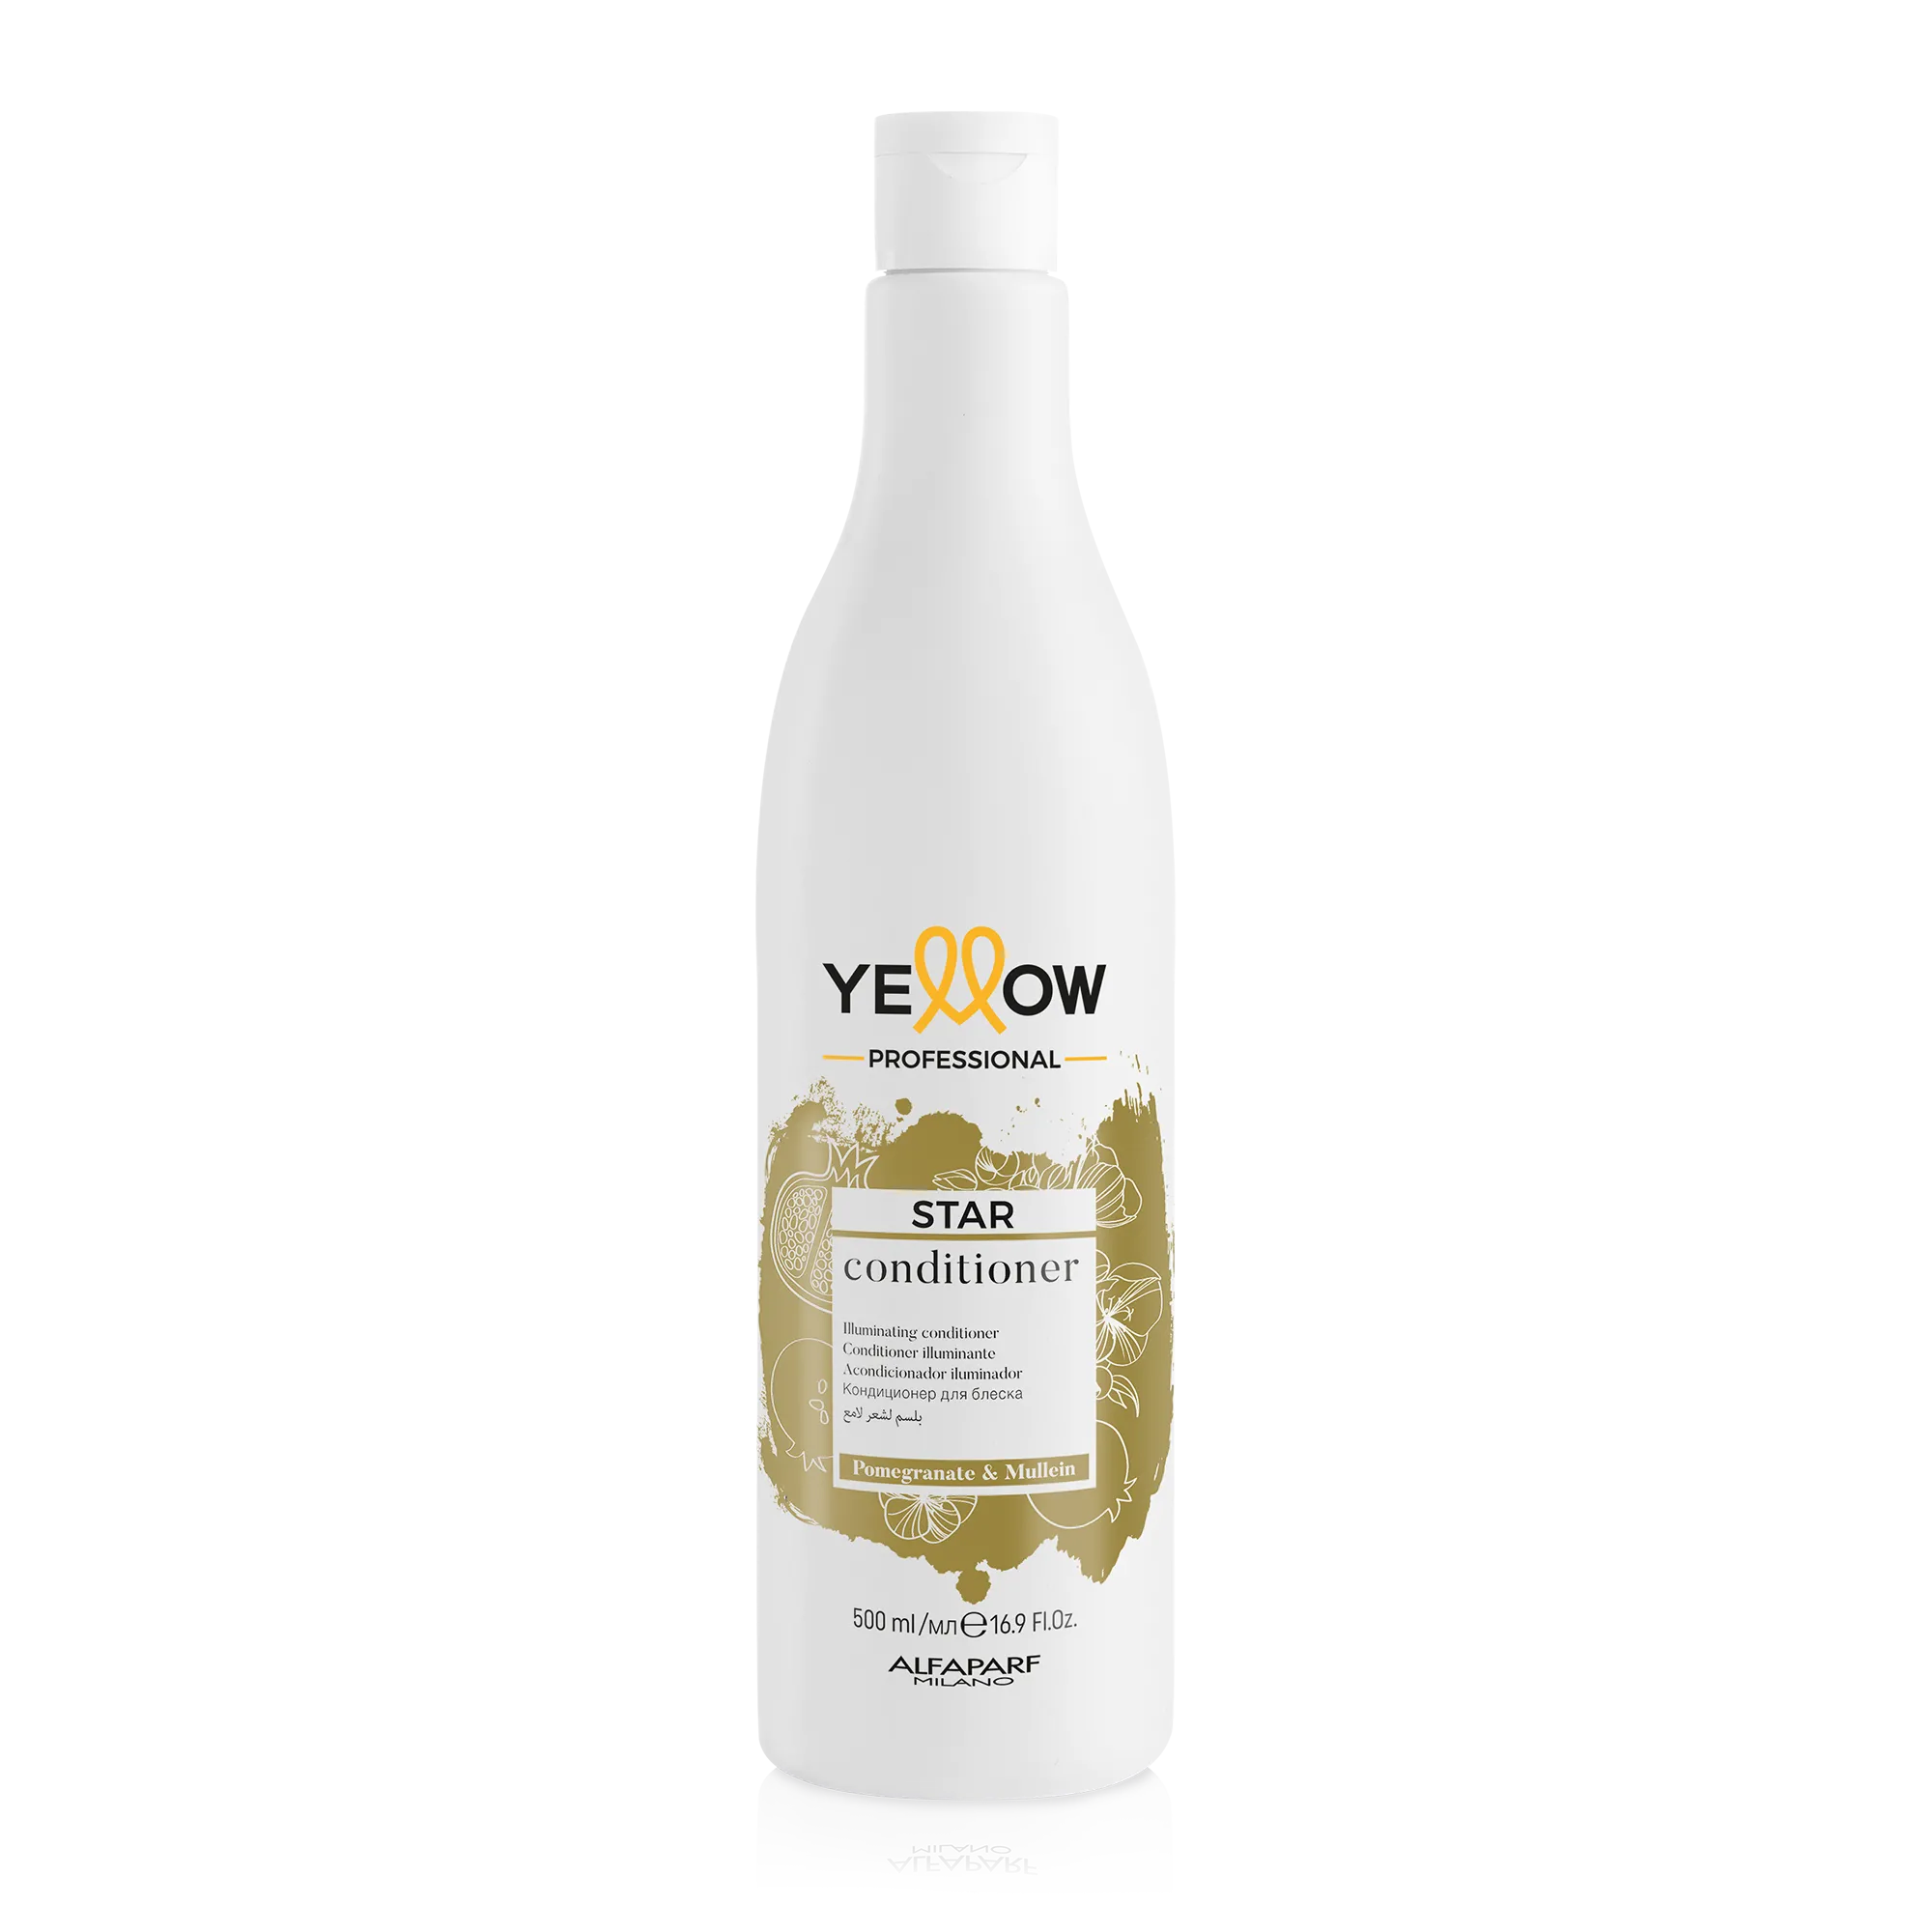 YELLOW
PROFESSIONAL
STAR
conditioner
Illuminating conditioner
Conditioner illuminante
Acondicionador iluminador
Кондиционер для блеска
بلسم لشعر لامع
Pomegranate & Mullein
500 ml/мл℮16.9 Fl.Oz.
ALFAPARF
MILANO